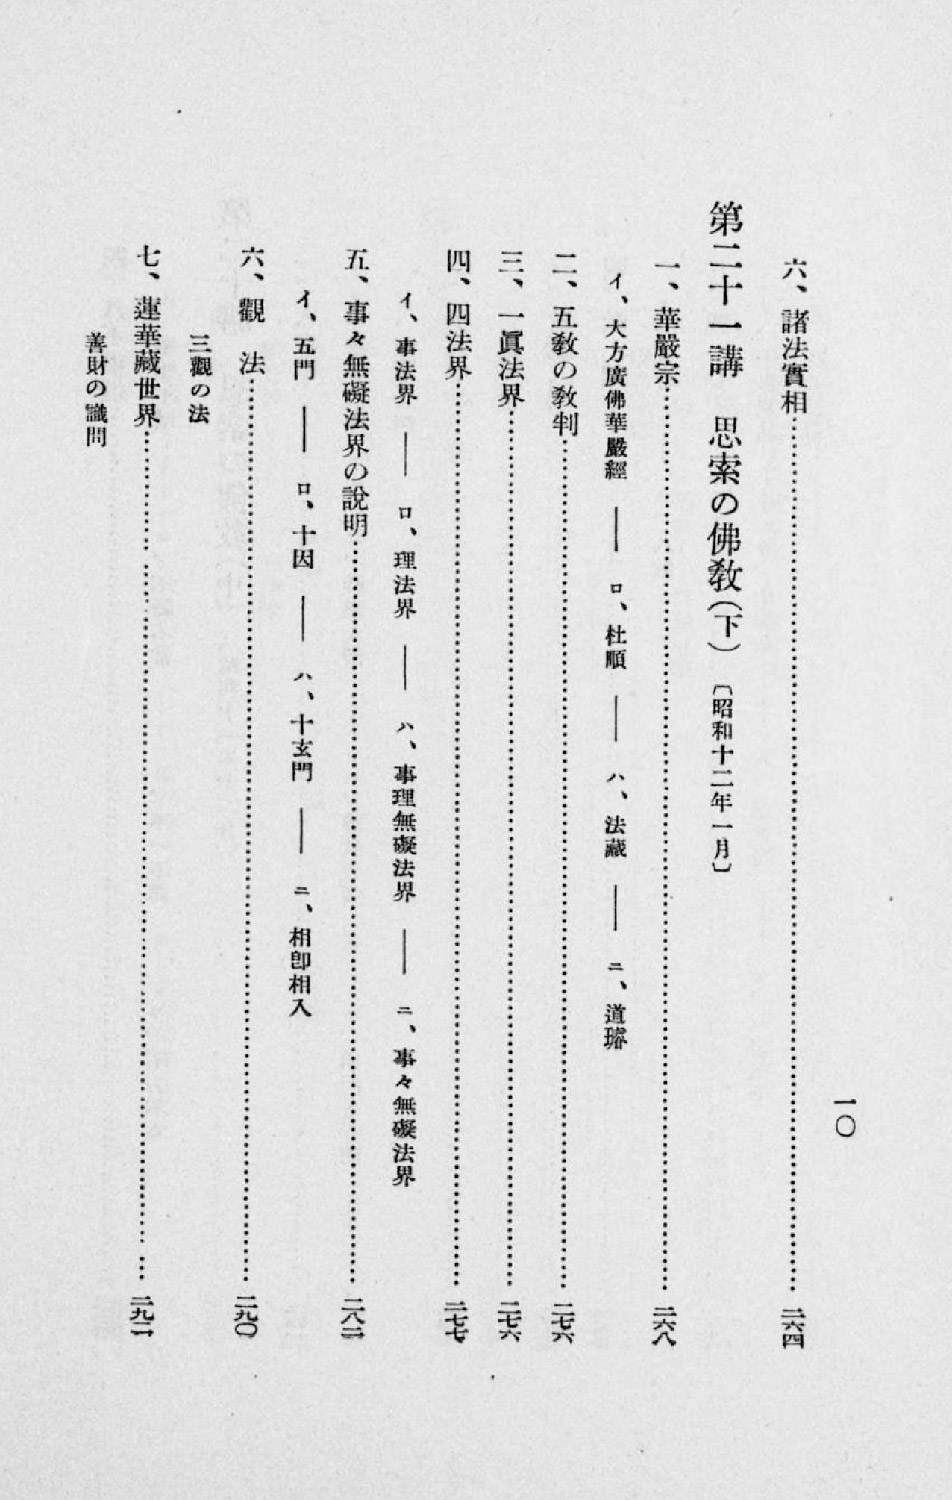 一〇
六、諸法實相……二六四
第二十一講　思索の佛敎（下）〔昭和十二年一月〕
一、華嚴宗……二六八
イ、大方廣佛華嚴經 ── ロ、杜順 ── ハ、法藏 ── ニ、道璿
二、五敎の敎判……二七六
三、一眞法界……二七六
四、四法界……二七七
イ、事法界 ── ロ、理法界 ── ハ、事理無礙法界 ── ニ、事々無礙法界
五、事々無礙法界の說明……二八二
イ、五門 ── ロ、十因 ── ハ、十玄門 ── ニ、相卽相入
六、觀　法……二九〇
三觀の法
七、蓮華藏世界……二九二
善財の識問